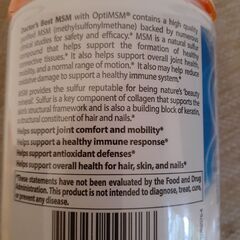 Doctor's Best MSM with OptiMSM® contains a high quality
MSM (methylsulfonylmethane) backed by
clinical studies for safety and efficacy.* MSM is a natural sulfur
compound that helps support the formation of healthy
connective tissues.* It also helps support overall joint health,
mobility and a normal range of motion.* In addition, it may help
to support a healthy immune system.*
MSM provides the sulfur reputable for being nature's "beauty
mineral." Sulfur is a key component of collagen that supports the
structural framework and is also a building block of keratin,
structural constituent of hair and nails.*
Helps support joint comfort and mobility*
Helps support a healthy immune response*
Helps support antioxidant defenses*
Helps support overall health for hair, skin, and nails*
*These statements have not been evaluated by the Food and Drug
Administration. This product is not intended to diagnose, treat, cure,
or prevent any disease.